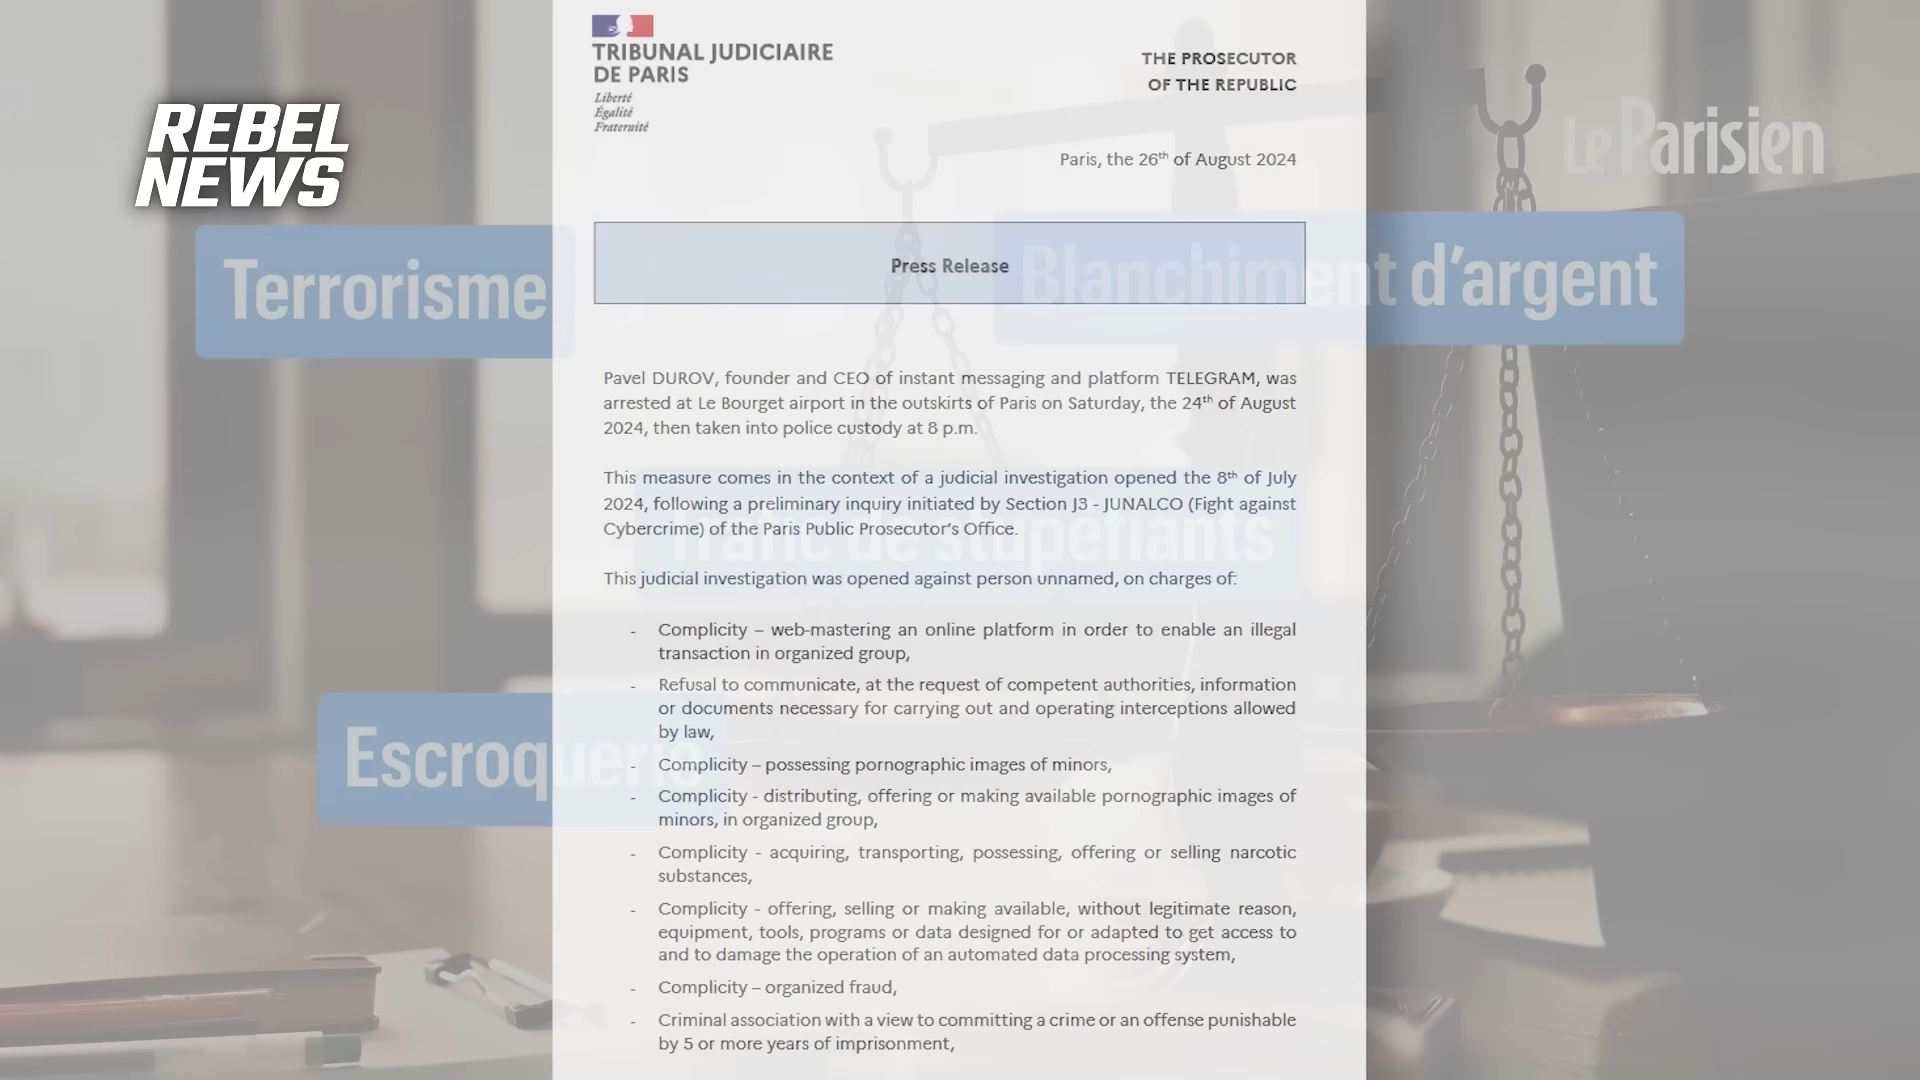 TRIBUNAL JUDICIAIRE
DE PARIS
Liberté
Égalité
Fraternité
THE PROSECUTOR
OF THE REPUBLIC
REBEL
NEWS
Le Parisien
Paris, the 26th of August 2024
Terrorisme
Press Release
Blanchiment d’argent
Pavel DUROV, founder and CEO of instant messaging and platform TELEGRAM, was
arrested at Le Bourget airport in the outskirts of Paris on Saturday, the 24th of August
2024, then taken into police custody at 8 p.m.
This measure comes in the context of a judicial investigation opened the 8th of July
2024, following a preliminary inquiry initiated by Section J3 - JUNALCO (Fight against
Cybercrime) of the Paris Public Prosecutor’s Office.
Trafic de stupéfiants
This judicial investigation was opened against person unnamed, on charges of:
- Complicity – web-mastering an online platform in order to enable an illegal
transaction in organized group,
- Refusal to communicate, at the request of competent authorities, information
or documents necessary for carrying out and operating interceptions allowed
by law,
Escroquerie
- Complicity – possessing pornographic images of minors,
- Complicity - distributing, offering or making available pornographic images of
minors, in organized group,
- Complicity - acquiring, transporting, possessing, offering or selling narcotic
substances,
- Complicity - offering, selling or making available, without legitimate reason,
equipment, tools, programs or data designed for or adapted to get access to
and to damage the operation of an automated data processing system,
- Complicity – organized fraud,
- Criminal association with a view to committing a crime or an offense punishable
by 5 or more years of imprisonment,